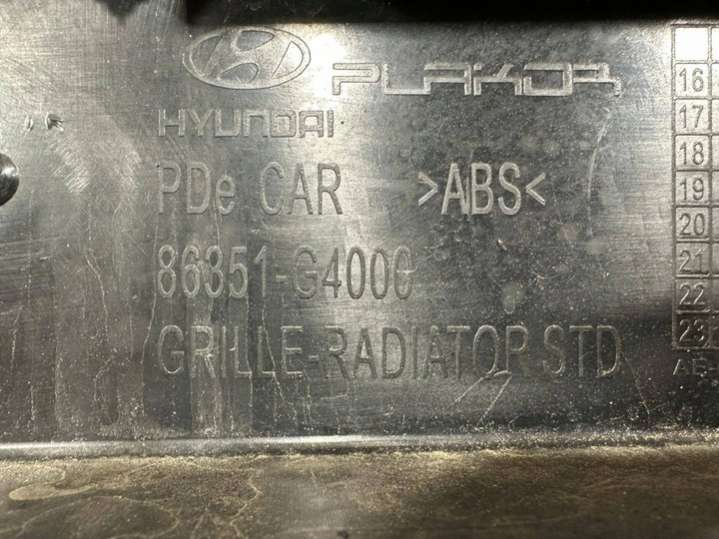 PLAKOR
HYUNDAI
PDe CAR >ABS<
86351-G4000
GRILLE-RADIATOR STD
16
17
18
19
20
21
22
23